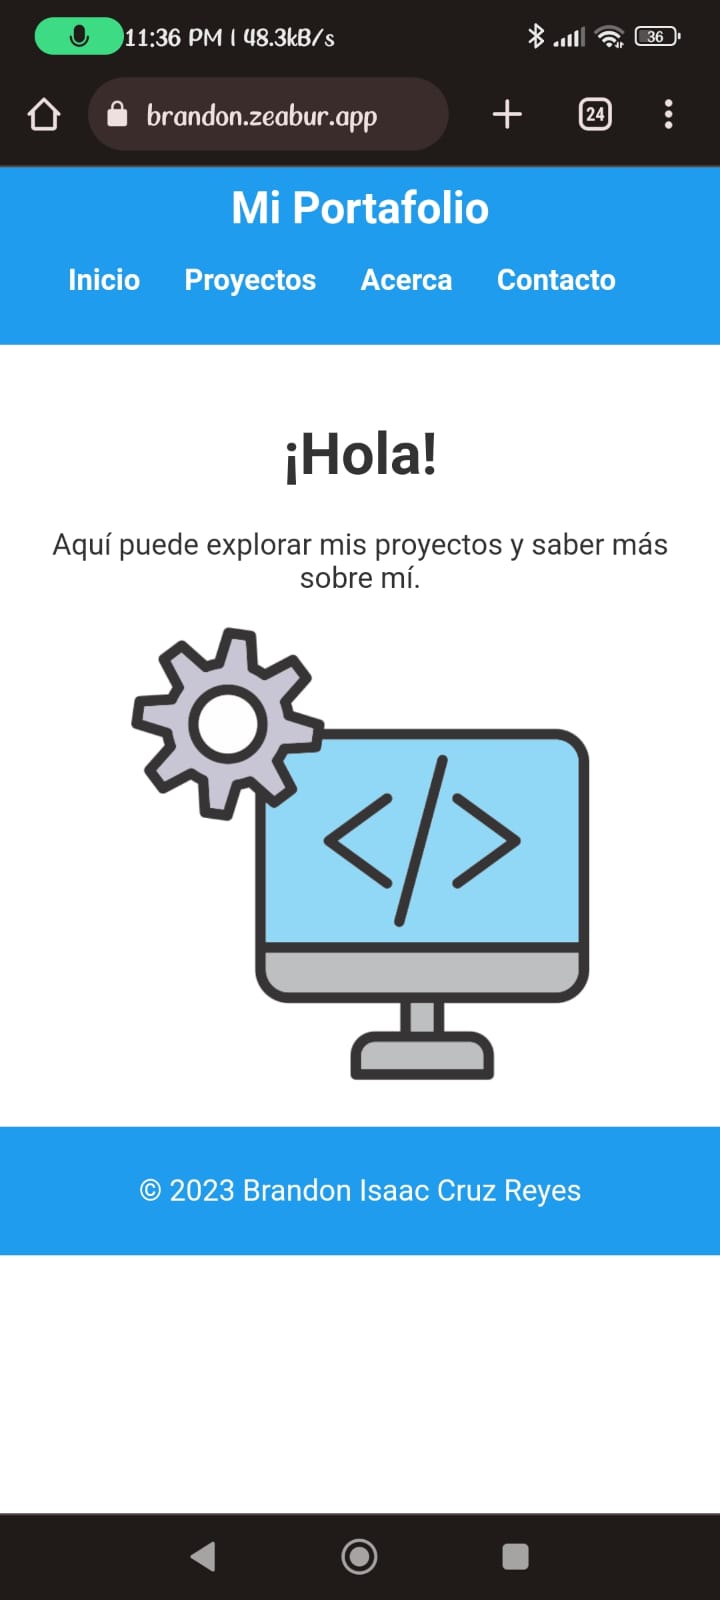 11:36 PM | 48.3kB/s
36
brandon.zeabur.app
24
Mi Portafolio
Inicio Proyectos Acerca Contacto
¡Hola!
Aquí puede explorar mis proyectos y saber más
sobre mí.
</>
© 2023 Brandon Isaac Cruz Reyes